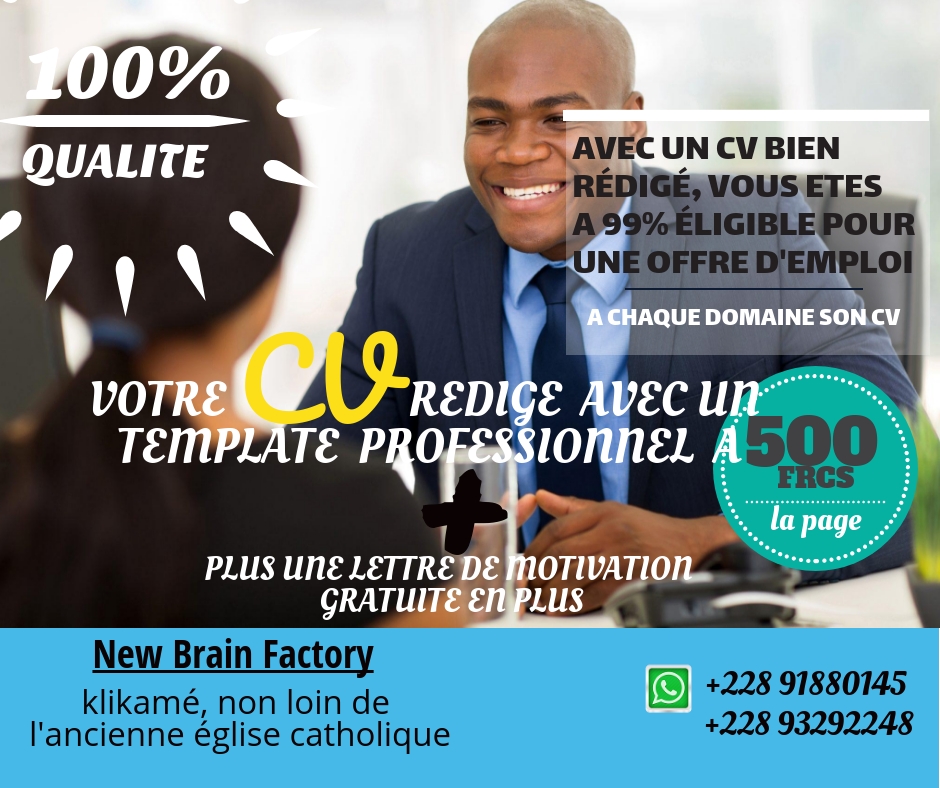 100%
QUALITE
AVEC UN CV BIEN
RÉDIGÉ, VOUS ETES
A 99% ÉLIGIBLE POUR
UNE OFFRE D'EMPLOI
A CHAQUE DOMAINE SON CV
VOTRE CV REDIGE AVEC UN
TEMPLATE PROFESSIONNEL A
500
FRCS
la page
PLUS UNE LETTRE DE MOTIVATION
GRATUITE EN PLUS
New Brain Factory
klikamé, non loin de
l'ancienne église catholique
+228 91880145
+228 93292248